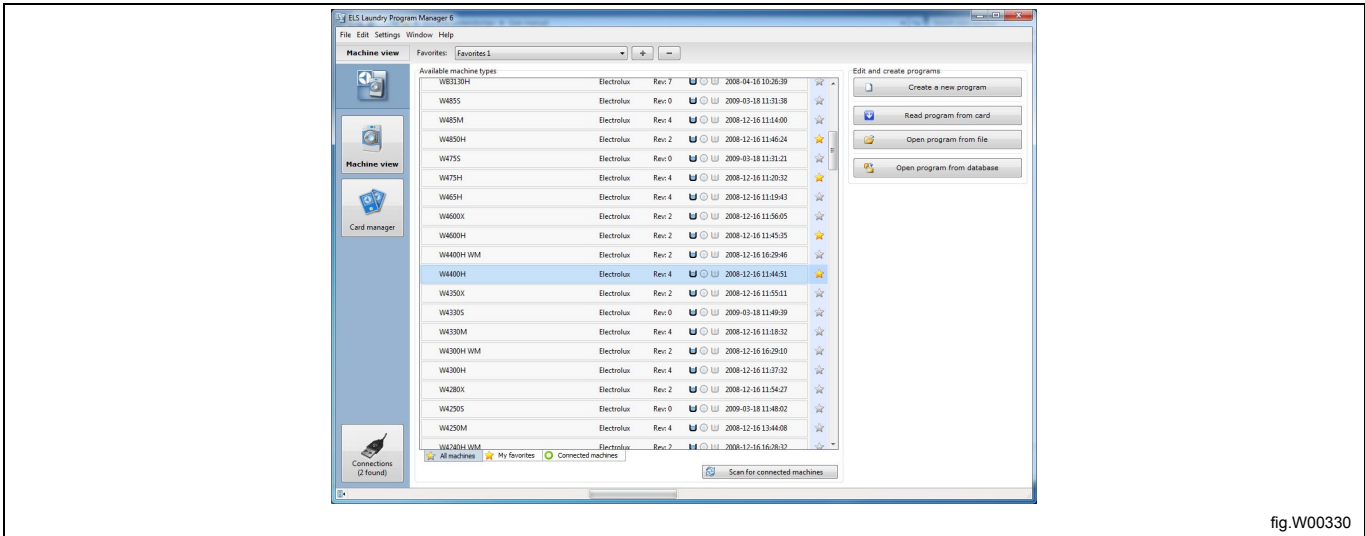 ELS Laundry Program Manager 6
File Edit Settings Window Help
Machine view Favorites: Favorites 1 + -
Available machine types
Edit and create programs
WB3130H Electrolux Rev: 7 2008-04-16 10:26:39
W485S Electrolux Rev: 0 2009-03-18 11:31:38
W485M Electrolux Rev: 4 2008-12-16 11:14:00
W4850H Electrolux Rev: 2 2008-12-16 11:46:24
W475S Electrolux Rev: 0 2009-03-18 11:31:21
W475H Electrolux Rev: 4 2008-12-16 11:20:32
W465H Electrolux Rev: 4 2008-12-16 11:19:43
W4600X Electrolux Rev: 2 2008-12-16 11:56:05
W4600H Electrolux Rev: 2 2008-12-16 11:45:35
W4400H WM Electrolux Rev: 2 2008-12-16 16:29:46
W4400H Electrolux Rev: 4 2008-12-16 11:44:51
W4350X Electrolux Rev: 2 2008-12-16 11:55:11
W4330S Electrolux Rev: 0 2009-03-18 11:49:39
W4330M Electrolux Rev: 4 2008-12-16 11:18:32
W4300H WM Electrolux Rev: 2 2008-12-16 16:29:10
W4300H Electrolux Rev: 4 2008-12-16 11:37:32
W4280X Electrolux Rev: 2 2008-12-16 11:54:27
W4250S Electrolux Rev: 0 2009-03-18 11:48:02
W4250M Electrolux Rev: 4 2008-12-16 13:44:08
W4240H WM Electrolux Rev: 2 2008-12-16 16:28:32
Create a new program
Read program from card
Open program from file
Open program from database
Machine view
Card manager
Connections
(2 found)
All machines My favorites Connected machines
Scan for connected machines
fig.W00330